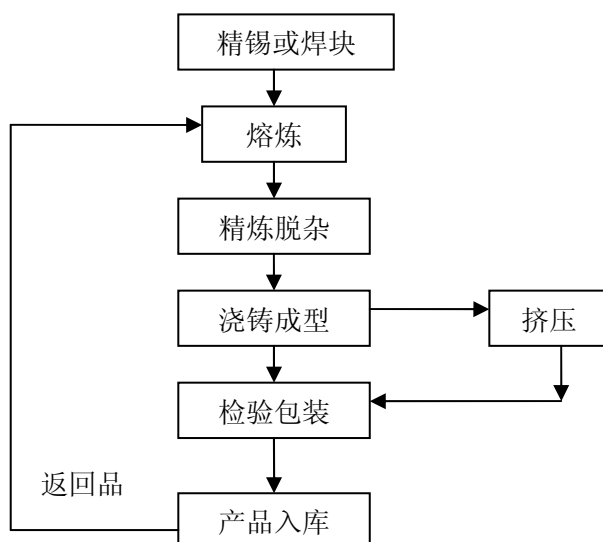 精锡或焊块
熔炼
精炼脱杂
浇铸成型
挤压
检验包装
返回品
产品入库